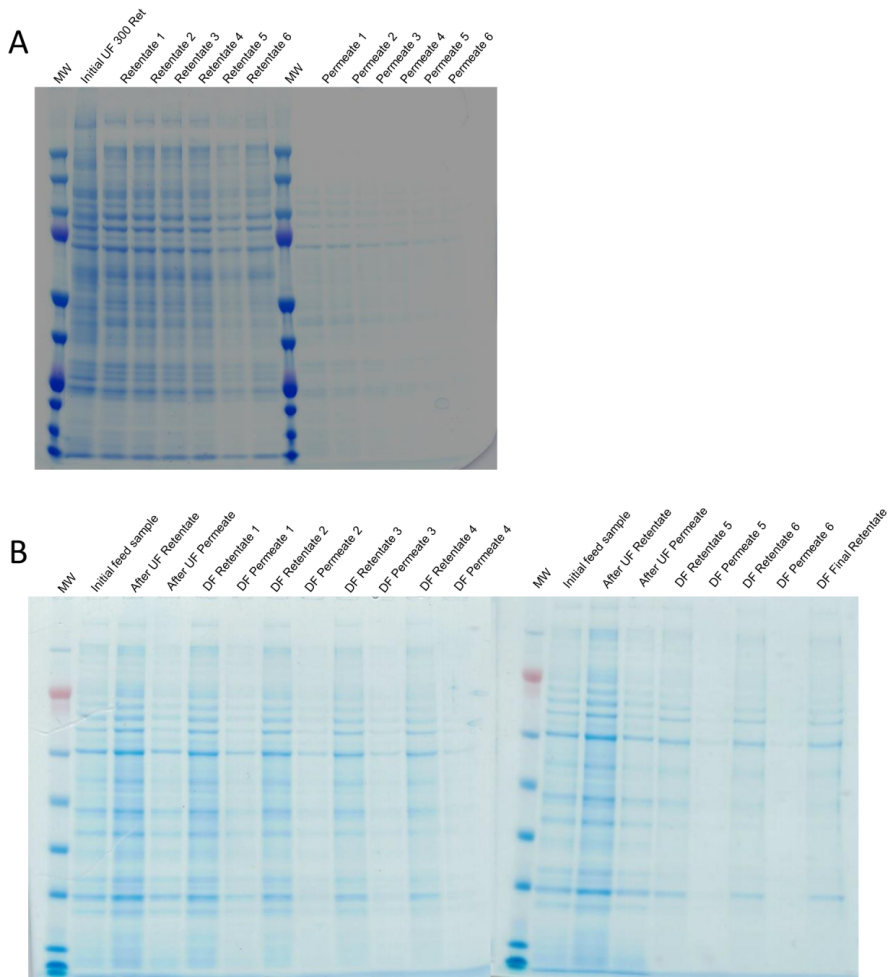 A
MW
Initial UF 300 Ret
Retentate 1
Retentate 2
Retentate 3
Retentate 4
Retentate 5
Retentate 6
MW
Permeate 1
Permeate 2
Permeate 3
Permeate 4
Permeate 5
Permeate 6
B
MW
Initial feed sample
After UF Retentate
After UF Permeate
DF Retentate 1
DF Permeate 1
DF Retentate 2
DF Permeate 2
DF Retentate 3
DF Permeate 3
DF Retentate 4
DF Permeate 4
MW
Initial feed sample
After UF Retentate
After UF Permeate
DF Retentate 5
DF Permeate 5
DF Retentate 6
DF Permeate 6
DF Final Retentate